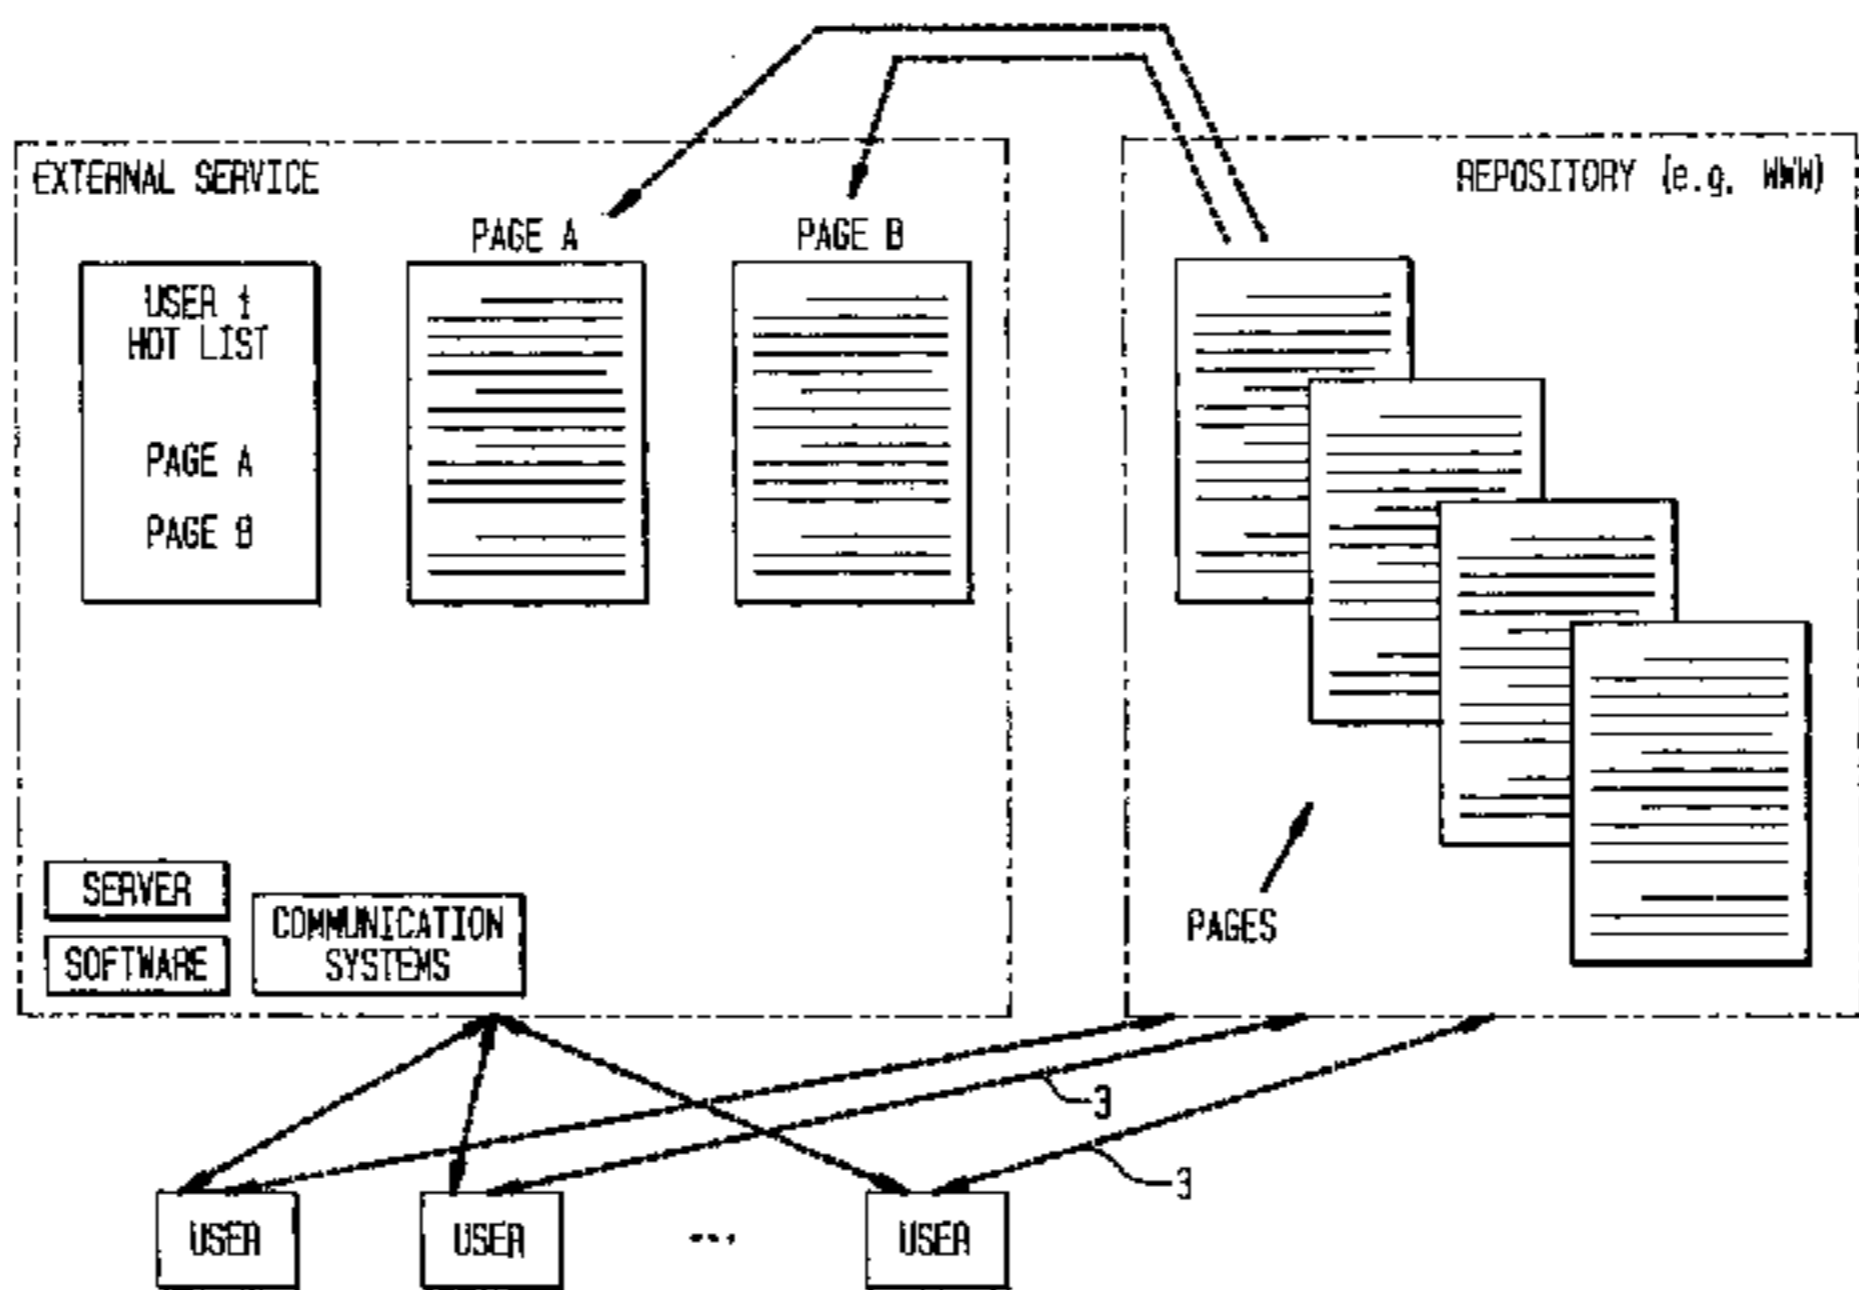 EXTERNAL SERVICE
REPOSITORY (e.g. WWW)
PAGE A
PAGE B
USER 1
HOT LIST
PAGE A
PAGE B
SERVER
SOFTWARE
COMMUNICATION
SYSTEMS
PAGES
3
3
USER
USER
...
USER